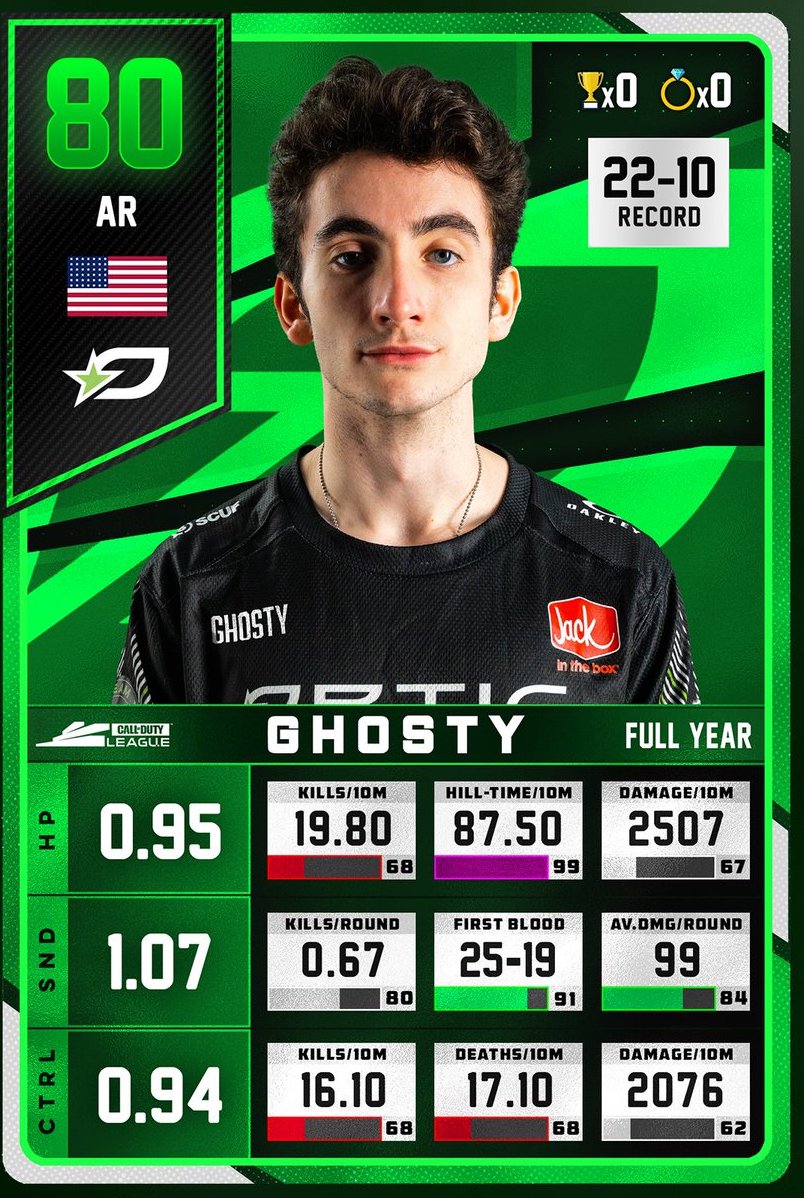 80
AR
x0 x0
22-10
RECORD
SCUF
OAKLEY
GHOSTY
Jack
in the box
OPTIC
CALL OF DUTY
LEAGUE
GHOSTY
FULL YEAR
HP
0.95
KILLS/10M
19.80
68
HILL-TIME/10M
87.50
99
DAMAGE/10M
2507
67
SND
1.07
KILLS/ROUND
0.67
80
FIRST BLOOD
25-19
91
AV.DMG/ROUND
99
84
CTRL
0.94
KILLS/10M
16.10
68
DEATHS/10M
17.10
68
DAMAGE/10M
2076
62